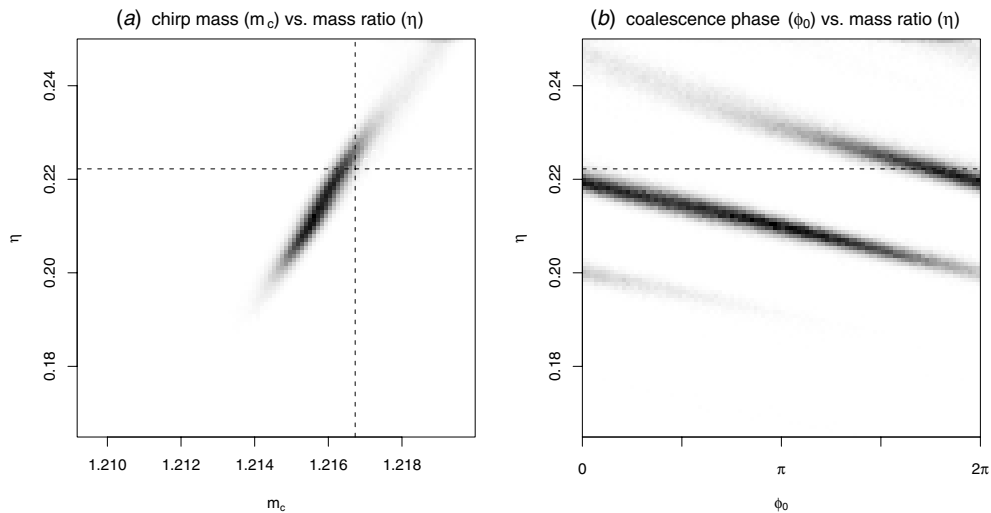 (a) chirp mass (m_c) vs. mass ratio (η)
0.18 0.20 0.22 0.24
η
1.210 1.212 1.214 1.216 1.218
m_c
(b) coalescence phase (ϕ_0) vs. mass ratio (η)
0.18 0.20 0.22 0.24
η
0 π 2π
ϕ_0